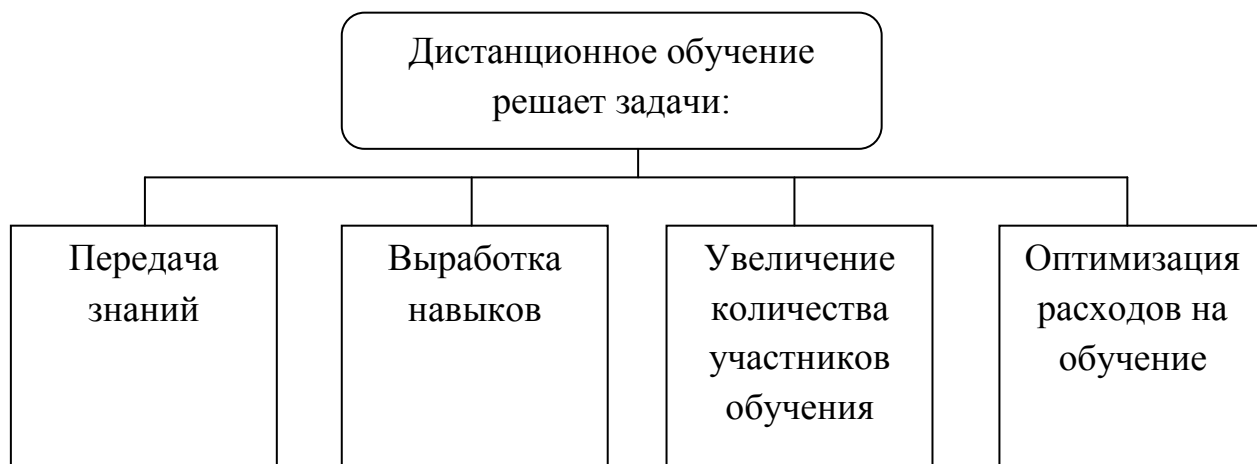 Дистанционное обучение
решает задачи:
Передача
знаний
Выработка
навыков
Увеличение
количества
участников
обучения
Оптимизация
расходов на
обучение